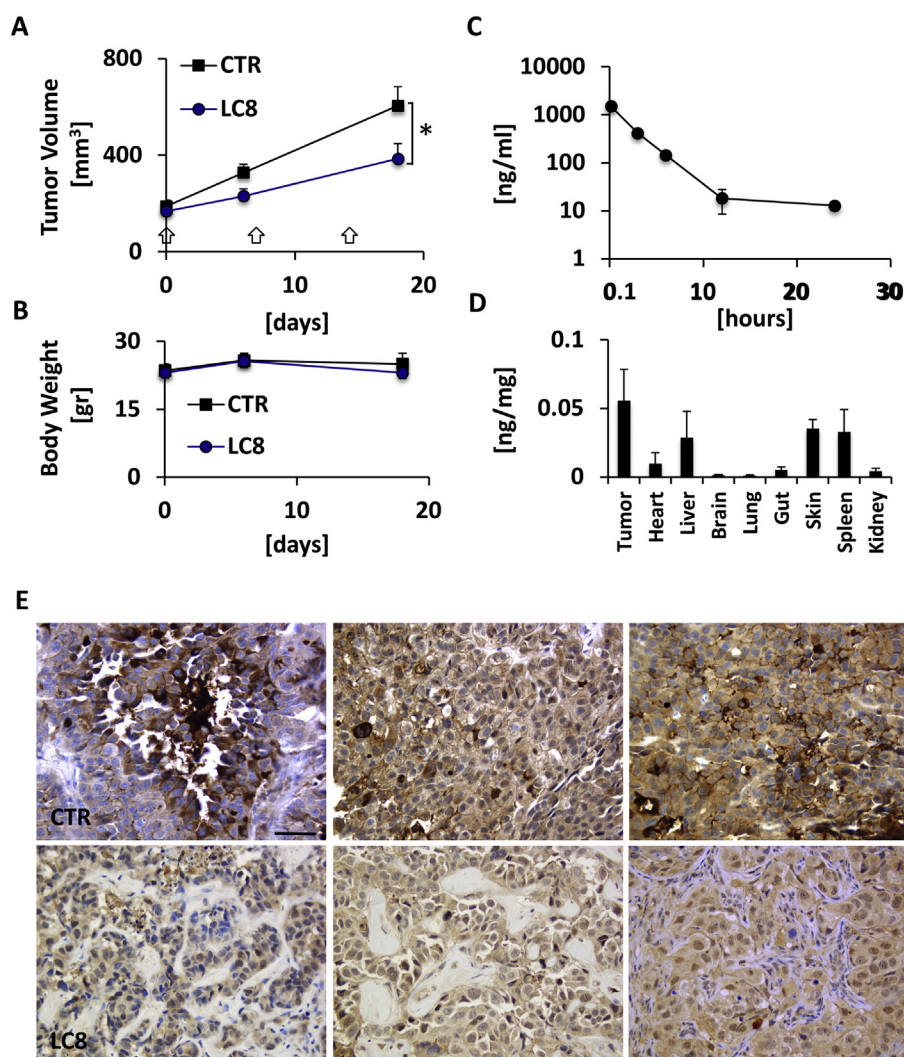 A
Tumor Volume
[mm³]
800
400
0
CTR
LC8
*
0
10
20
[days]
B
Body Weight
[gr]
30
15
0
CTR
LC8
0
10
20
[days]
C
[ng/ml]
10000
1000
100
10
1
0.1
10
20
30
[hours]
D
[ng/mg]
0.1
0.05
0
Tumor
Heart
Liver
Brain
Lung
Gut
Skin
Spleen
Kidney
E
CTR
LC8